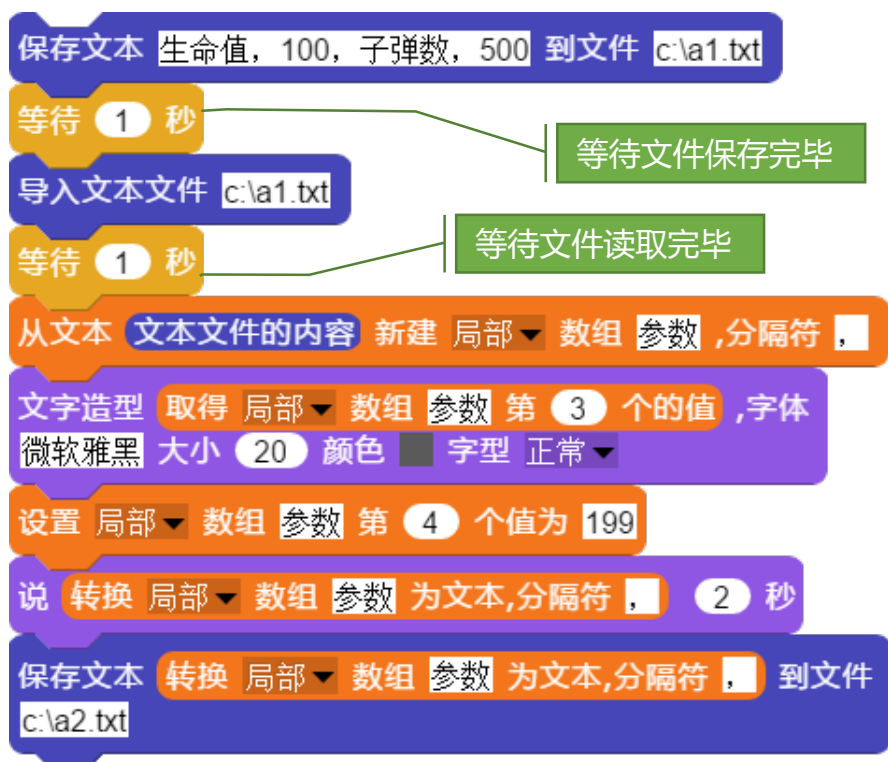 保存文本 生命值，100，子弹数，500 到文件 c:\a1.txt
等待 1 秒
等待文件保存完毕
导入文本文件 c:\a1.txt
等待文件读取完毕
等待 1 秒
从文本 文本文件的内容 新建 局部 数组 参数 ,分隔符 ，
文字造型 取得 局部 数组 参数 第 3 个的值 ,字体
微软雅黑 大小 20 颜色 字型 正常
设置 局部 数组 参数 第 4 个值为 199
说 转换 局部 数组 参数 为文本,分隔符 ， 2 秒
保存文本 转换 局部 数组 参数 为文本,分隔符 ， 到文件
c:\a2.txt